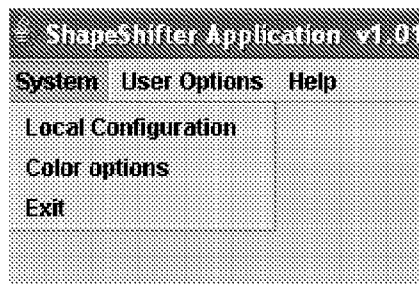 ShapeShifter Application v1.01
System User Options Help
Local Configuration
Color options
Exit